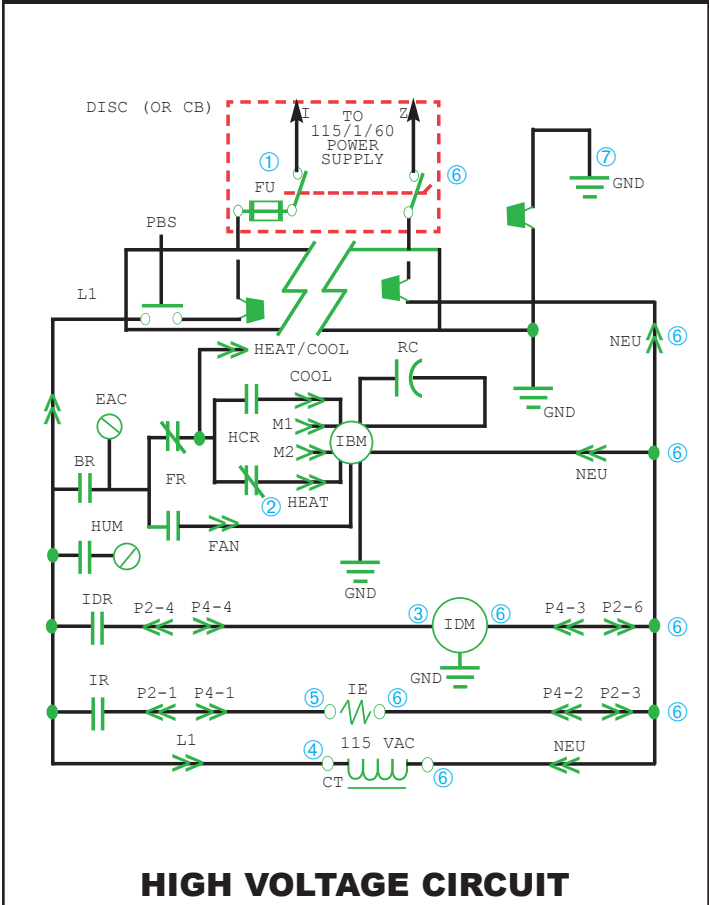 DISC (OR CB)
I
TO
Z
115/1/60
POWER
SUPPLY
①
FU
⑥
⑦
GND
PBS
L1
HEAT/COOL
RC
NEU ⑥
COOL
GND
EAC
M1
HCR
IBM
⑥
BR
M2
FR
NEU
HEAT
②
HUM
FAN
GND
IDR
P2-4 P4-4
③ IDM ⑥
P4-3 P2-6
⑥
GND
IR
P2-1 P4-1
⑤ IE ⑥
P4-2 P2-3
⑥
L1
④ 115 VAC
NEU
CT
⑥
HIGH VOLTAGE CIRCUIT